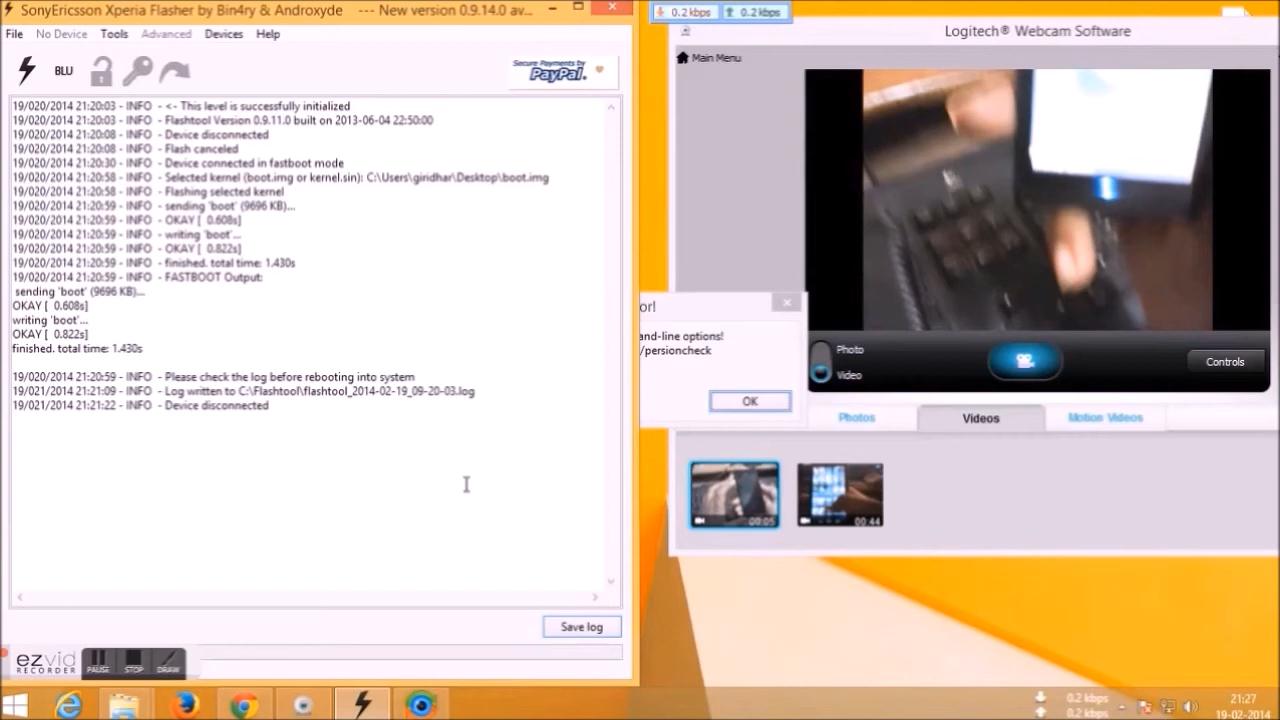 SonyEricsson Xperia Flasher by Bin4ry & Androxyde --- New version 0.9.14.0 av...
File No Device Tools Advanced Devices Help
BLU
Secure Payments by
PayPal.
19/020/2014 21:20:03 - INFO - <- This level is successfully initialized
19/020/2014 21:20:03 - INFO - Flashtool Version 0.9.11.0 built on 2013-06-04 22:50:00
19/020/2014 21:20:08 - INFO - Device disconnected
19/020/2014 21:20:08 - INFO - Flash canceled
19/020/2014 21:20:30 - INFO - Device connected in fastboot mode
19/020/2014 21:20:58 - INFO - Selected kernel (boot.img or kernel.sin): C:\Users\giridhar\Desktop\boot.img
19/020/2014 21:20:58 - INFO - Flashing selected kernel
19/020/2014 21:20:59 - INFO - sending 'boot' (9696 KB)...
19/020/2014 21:20:59 - INFO - OKAY [ 0.608s]
19/020/2014 21:20:59 - INFO - writing 'boot'...
19/020/2014 21:20:59 - INFO - OKAY [ 0.822s]
19/020/2014 21:20:59 - INFO - finished. total time: 1.430s
19/020/2014 21:20:59 - INFO - FASTBOOT Output:
sending 'boot' (9696 KB)...
OKAY [ 0.608s]
writing 'boot'...
OKAY [ 0.822s]
finished. total time: 1.430s
19/020/2014 21:20:59 - INFO - Please check the log before rebooting into system
19/021/2014 21:21:09 - INFO - Log written to C:\Flashtool\flashtool_2014-02-19_09-20-03.log
19/021/2014 21:21:22 - INFO - Device disconnected
Save log
ezvid
RECORDER
PAUSE STOP DRAW
0.2 kbps 0.2 kbps
Logitech® Webcam Software
Main Menu
or!
and-line options!
/persioncheck
OK
Photo
Video
Controls
Photos Videos Motion Videos
00:05 00:44
0.2 kbps
0.2 kbps
21:27
19-02-2014